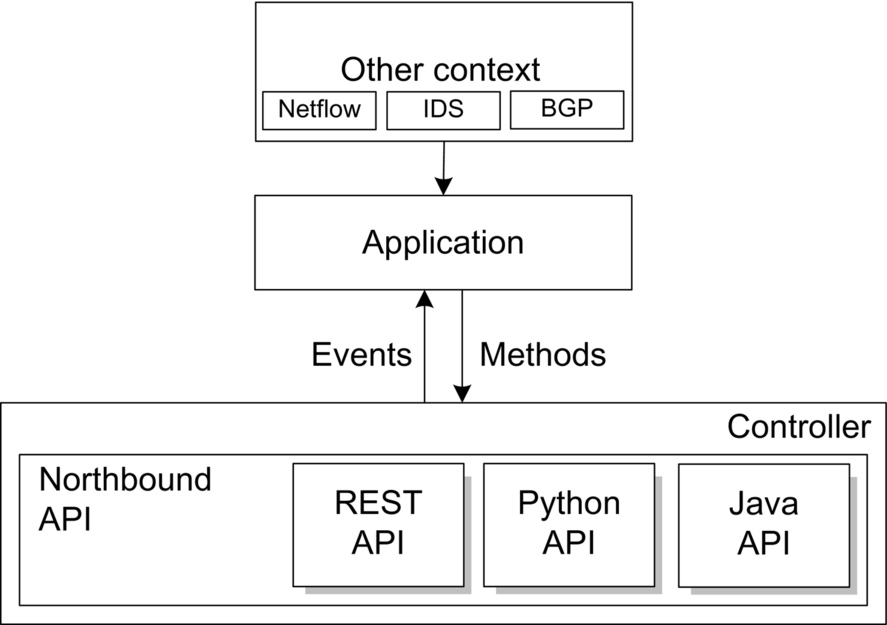 Other context
Netflow
IDS
BGP
Application
Events
Methods
Controller
Northbound
API
REST
API
Python
API
Java
API